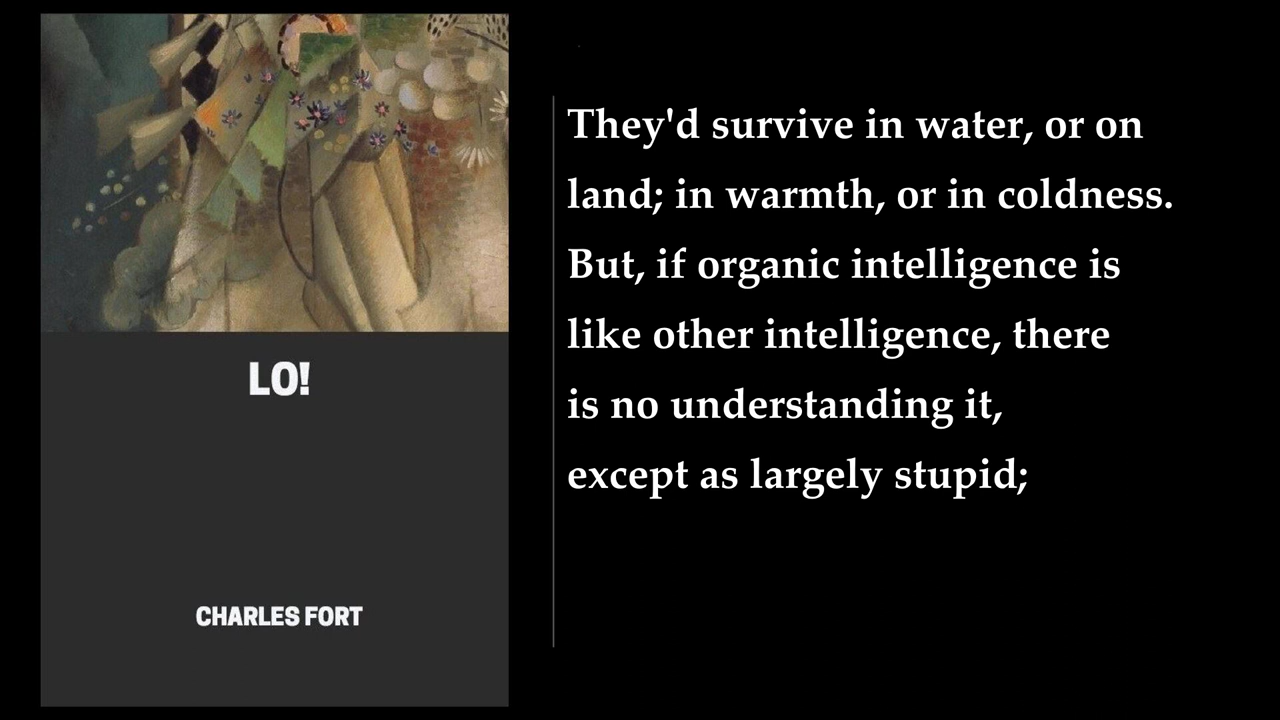 LO!
CHARLES FORT
They'd survive in water, or on
land; in warmth, or in coldness.
But, if organic intelligence is
like other intelligence, there
is no understanding it,
except as largely stupid;